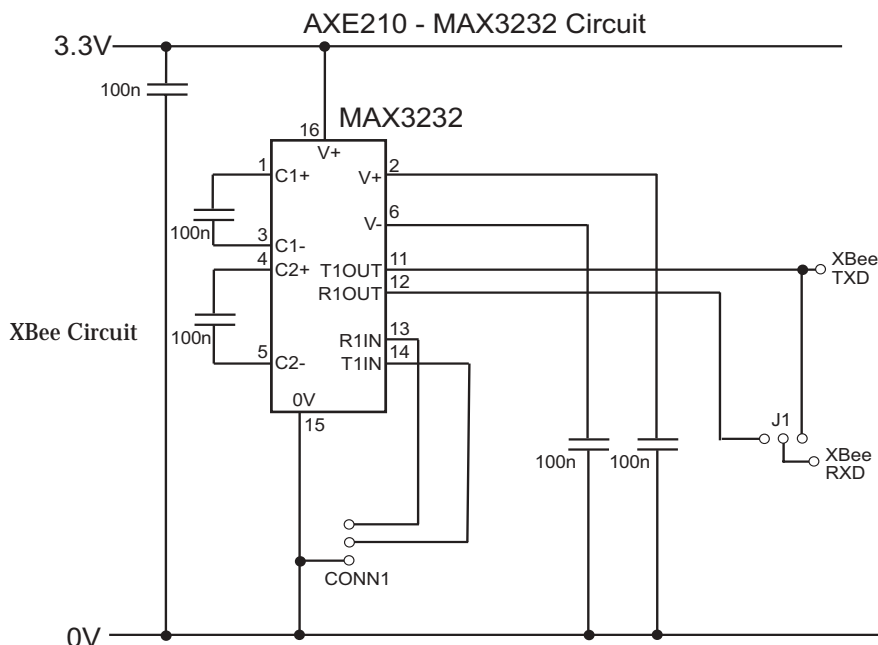 AXE210 - MAX3232 Circuit
3.3V
100n
MAX3232
16
V+
1
C1+
V+
2
100n
V-
6
3
C1-
4
C2+
T1OUT
11
R1OUT
12
XBee
TXD
XBee Circuit
100n
R1IN
13
T1IN
14
5
C2-
0V
15
J1
100n
100n
XBee
RXD
CONN1
0V